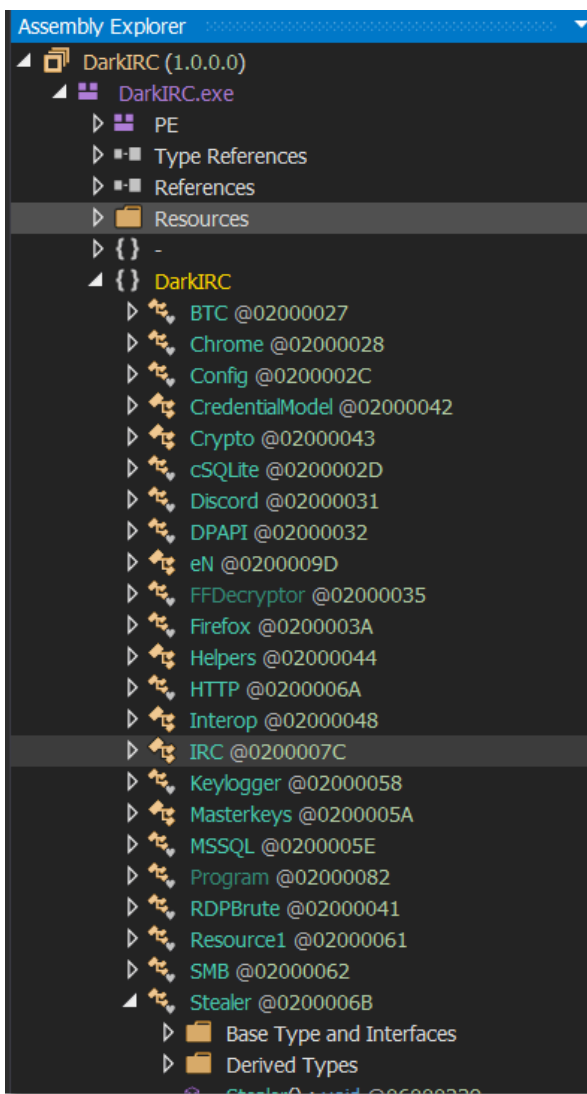 Assembly Explorer
DarkIRC (1.0.0.0)
DarkIRC.exe
PE
Type References
References
Resources
{ } -
{ } DarkIRC
BTC @02000027
Chrome @02000028
Config @0200002C
CredentialModel @02000042
Crypto @02000043
cSQLite @0200002D
Discord @02000031
DPAPI @02000032
eN @0200009D
FFDecryptor @02000035
Firefox @0200003A
Helpers @02000044
HTTP @0200006A
Interop @02000048
IRC @0200007C
Keylogger @02000058
Masterkeys @0200005A
MSSQL @0200005E
Program @02000082
RDPBrute @02000041
Resource1 @02000061
SMB @02000062
Stealer @0200006B
Base Type and Interfaces
Derived Types